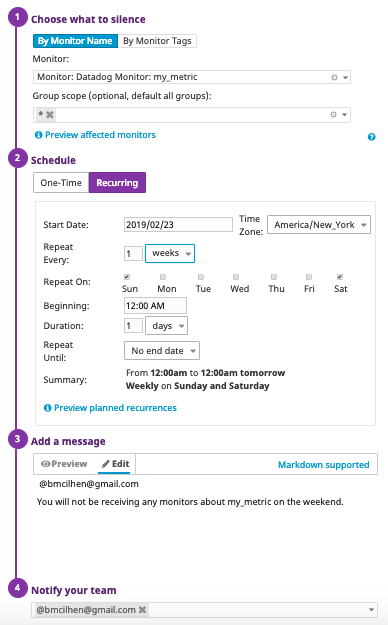 1 Choose what to silence
By Monitor Name By Monitor Tags
Monitor:
Monitor: Datadog Monitor: my_metric
Group scope (optional, default all groups):
* ✖
Preview affected monitors
2 Schedule
One-Time Recurring
Start Date: 2019/02/23 Time Zone: America/New_York
Repeat Every: 1 weeks
Repeat On: Sun Mon Tue Wed Thu Fri Sat
Beginning: 12:00 AM
Duration: 1 days
Repeat Until: No end date
Summary: From 12:00am to 12:00am tomorrow
Weekly on Sunday and Saturday
Preview planned recurrences
3 Add a message
Preview Edit Markdown supported
@bmcilhen@gmail.com
You will not be receiving any monitors about my_metric on the weekend.
4 Notify your team
@bmcilhen@gmail.com ✖